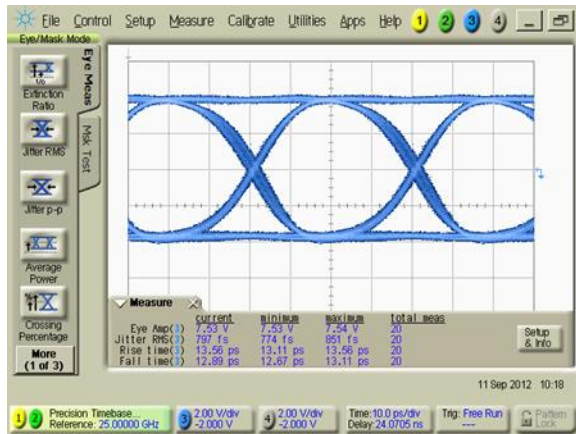 File Control Setup Measure Calibrate Utilities Apps Help 1 2 3 4
Eye/Mask Mode
Eye Meas
Msk Test
Extinction
Ratio
Jitter RMS
Jitter p-p
Average
Power
Crossing
Percentage
More
(1 of 3)
Measure
current minimum maximum total meas
Eye Amp(3) 7.53 V 7.53 V 7.54 V 20
Jitter RMS(3) 797 fs 774 fs 851 fs 20
Rise time(3) 13.56 ps 13.11 ps 13.56 ps 20
Fall time(3) 12.89 ps 12.67 ps 13.11 ps 20
Setup
& Info
11 Sep 2012 10:18
1 2 Precision Timebase...
Reference: 25.00000 GHz
3 2.00 V/div
-2.000 V
4 2.00 V/div
-2.000 V
Time:10.0 ps/div
Delay:24.0705 ns
Trig: Free Run
---
Pattern
Lock